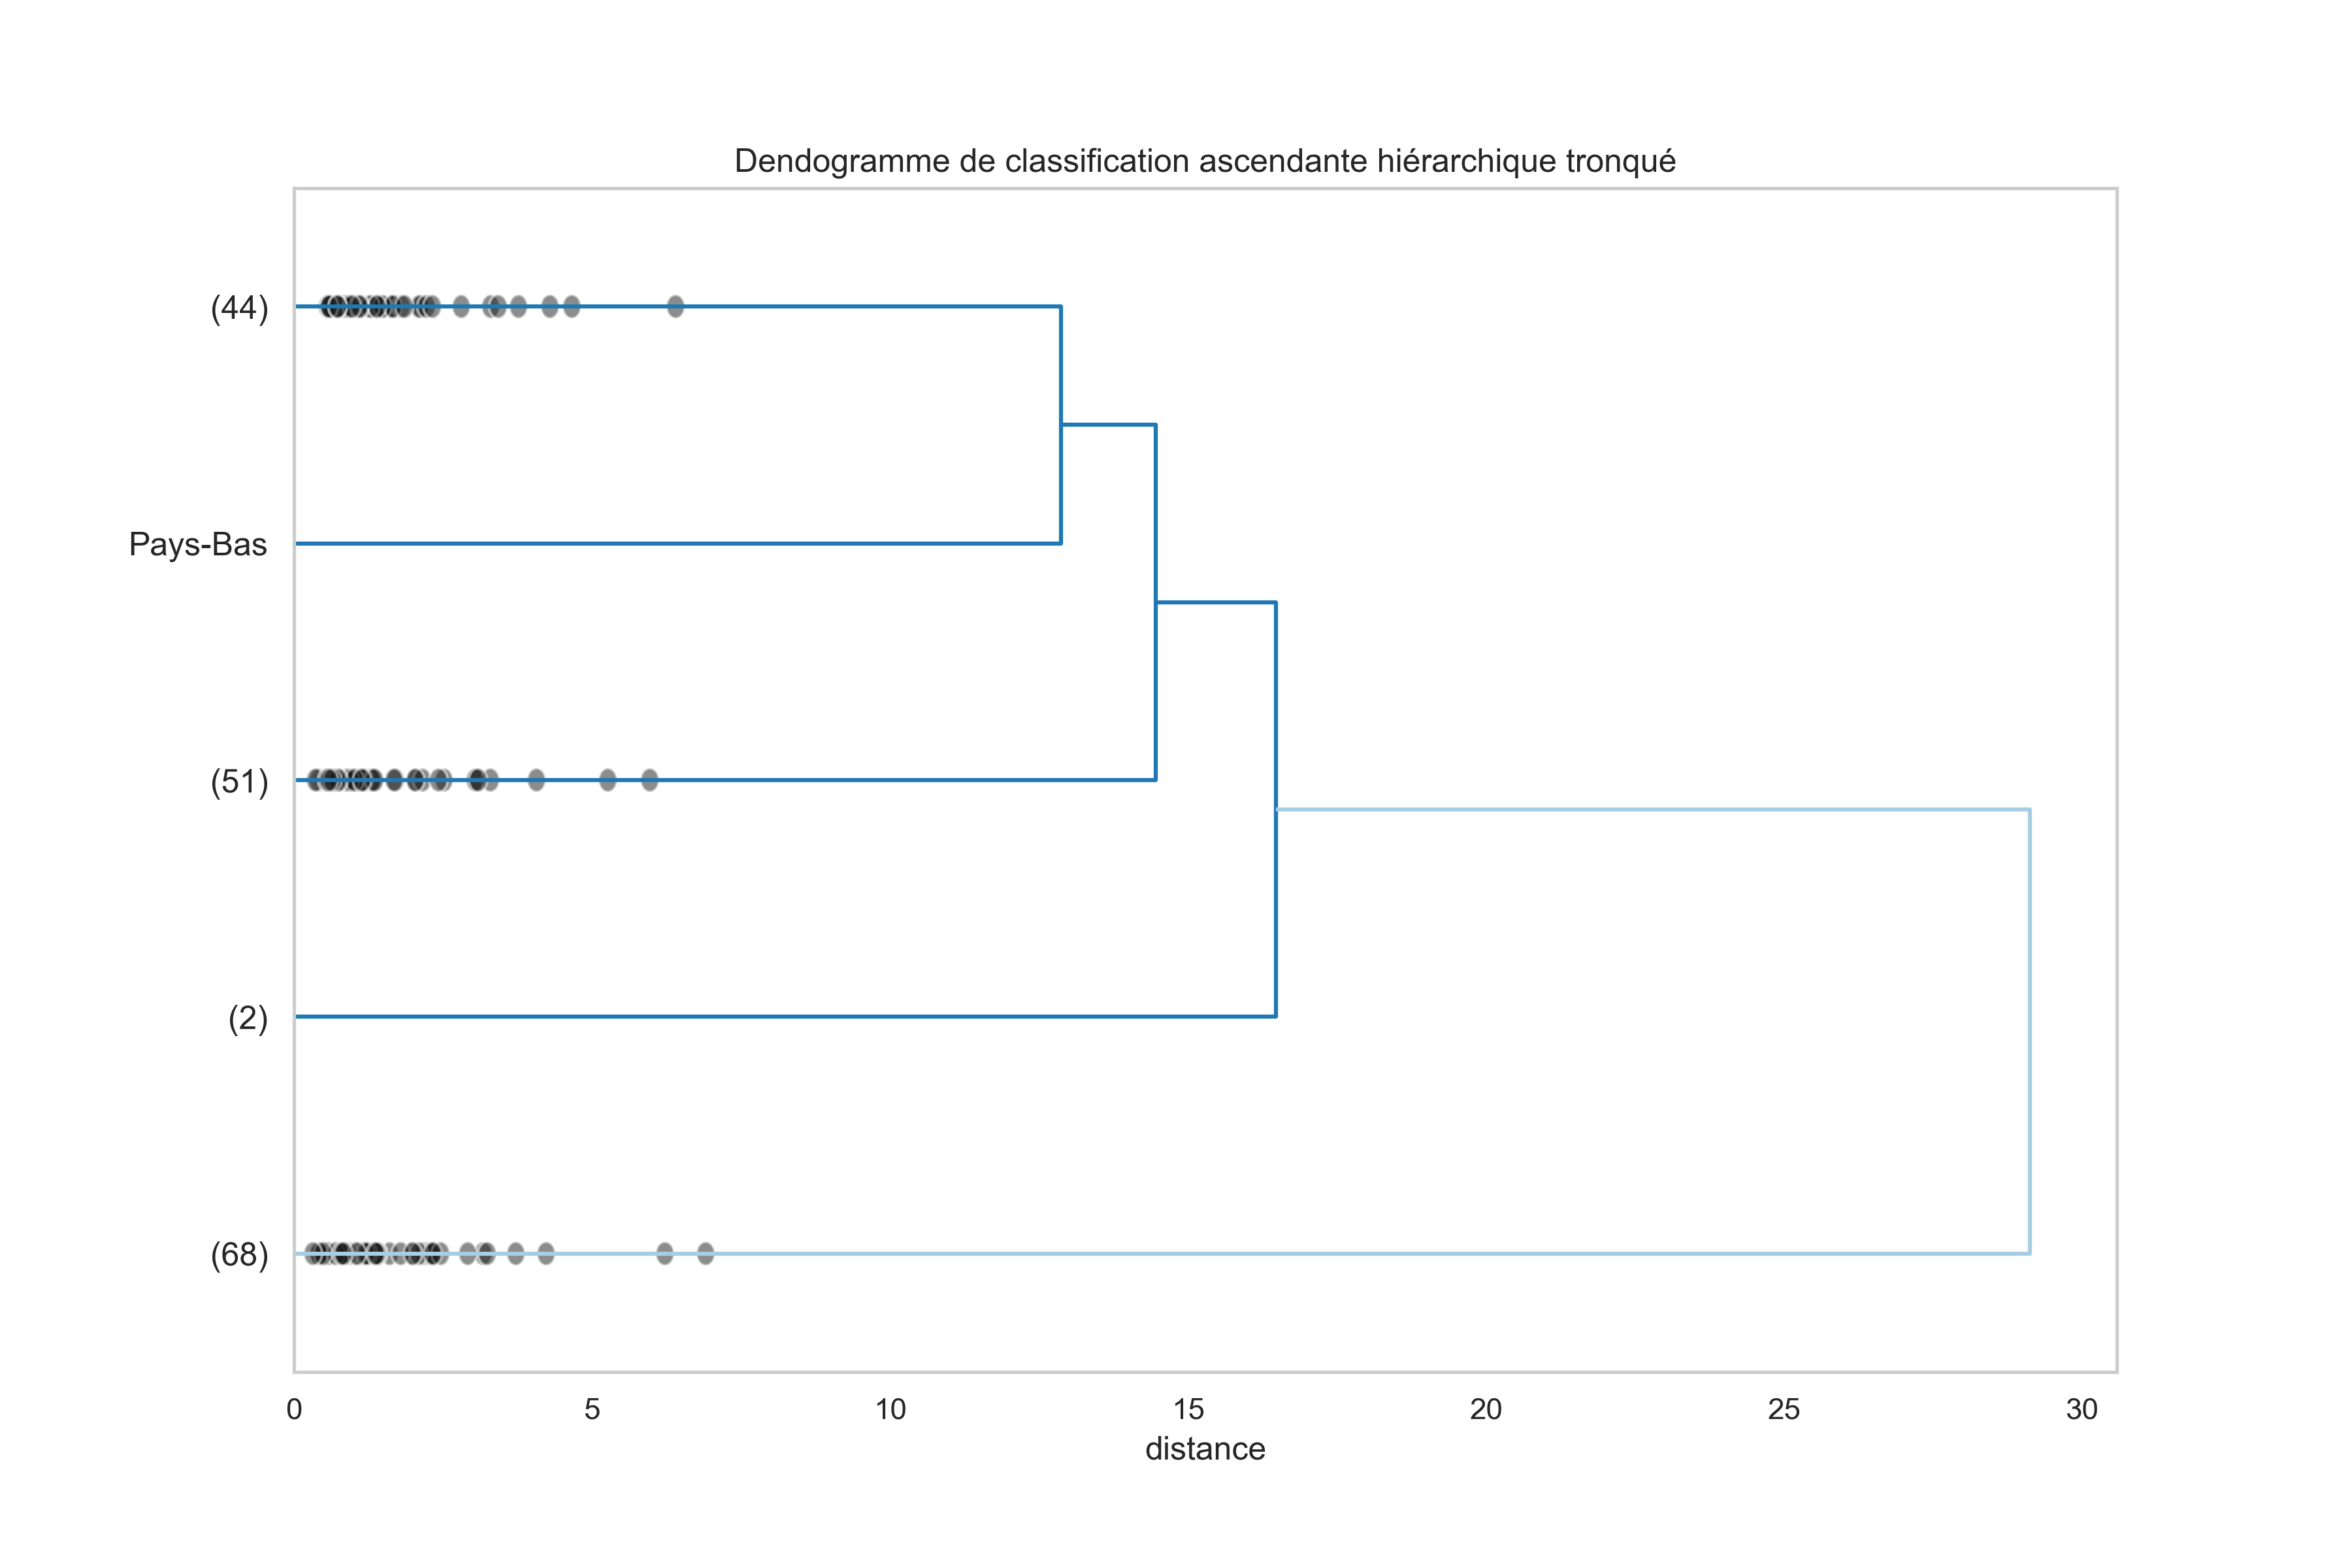 Dendogramme de classification ascendante hiérarchique tronqué
(44)
Pays-Bas
(51)
(2)
(68)
0 5 10 15 20 25 30
distance